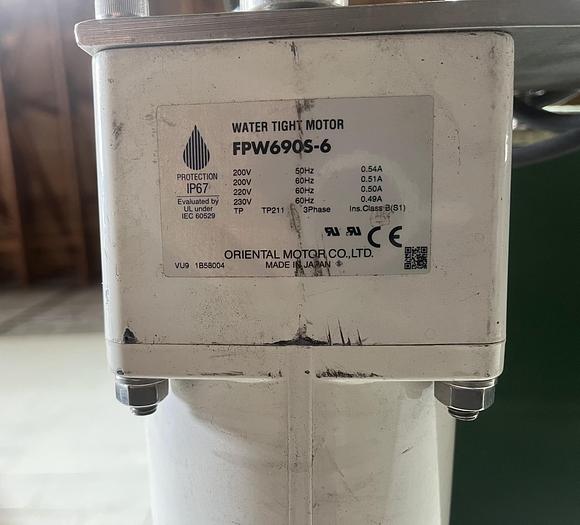 WATER TIGHT MOTOR
FPW690S-6
PROTECTION
IP67
Evaluated by
UL under
IEC 60529
200V 50Hz 0.54A
200V 60Hz 0.51A
220V 60Hz 0.50A
230V 60Hz 0.49A
TP TP211 3Phase Ins.Class B(S1)
ORIENTAL MOTOR CO.,LTD.
VU9 1B58004 MADE IN JAPAN